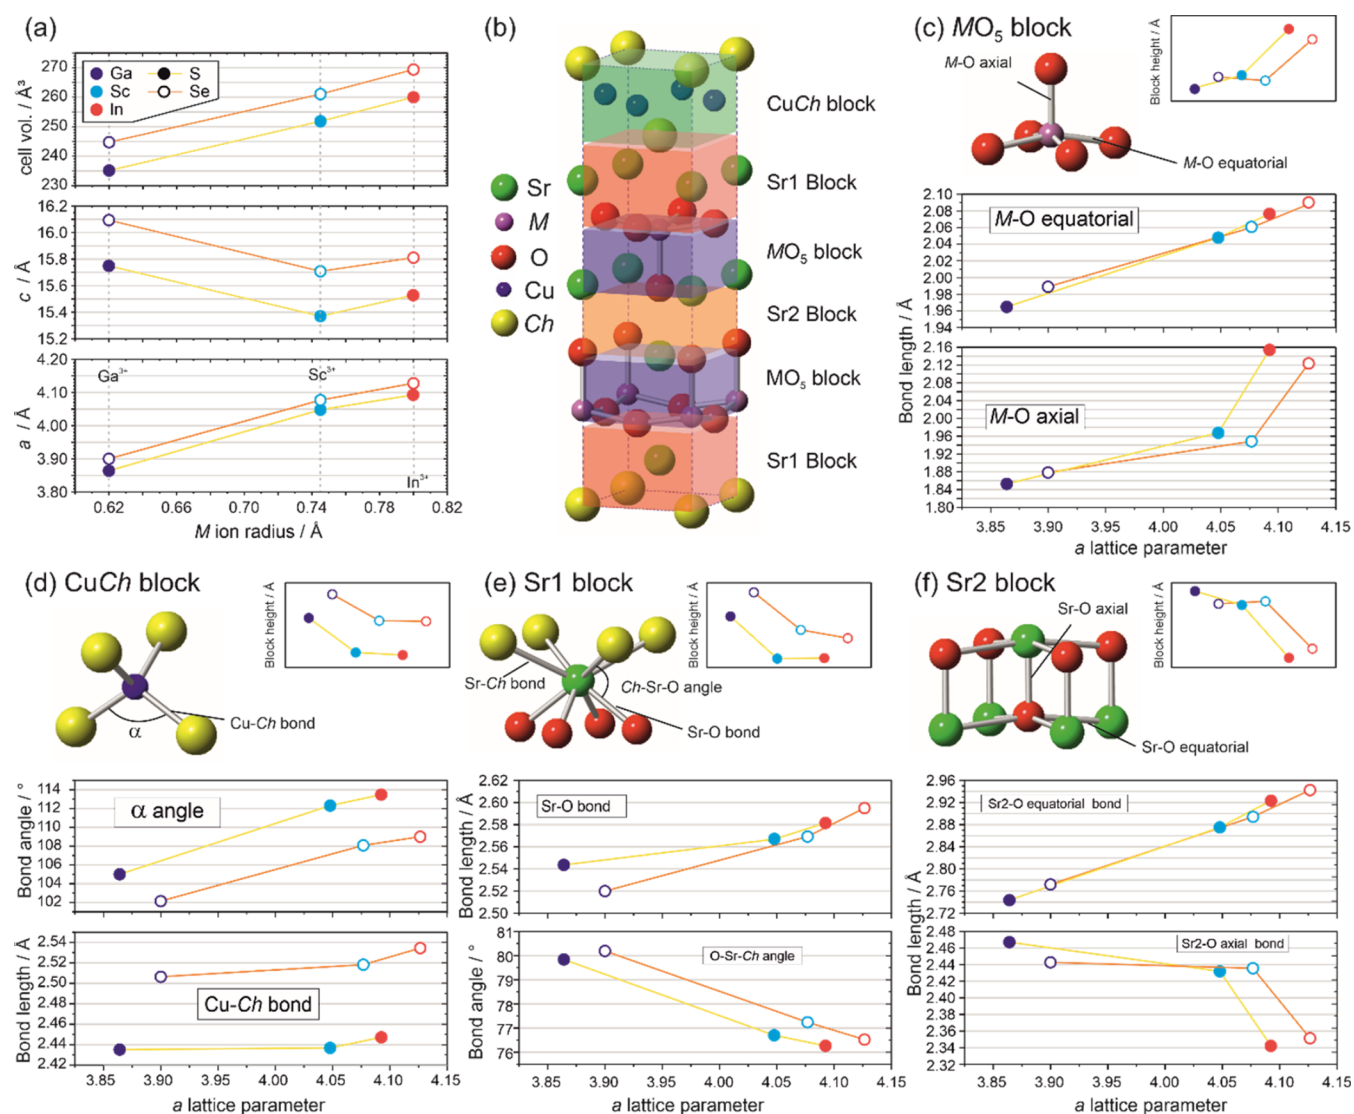 (a)
Ga S
Sc Se
In
cell vol. / Å³
270
260
250
240
230
c / Å
16.2
16.0
15.8
15.6
15.4
15.2
a / Å
4.20
4.10
4.00
3.90
3.80
Ga³⁺
Sc³⁺
In³⁺
0.62 0.66 0.70 0.74 0.78 0.82
M ion radius / Å
(b)
Sr
M
O
Cu
Ch
CuCh block
Sr1 Block
MO₅ block
Sr2 Block
MO₅ block
Sr1 Block
(c) MO₅ block
M-O axial
M-O equatorial
Block height / Å
Bond length / Å
M-O equatorial
2.10
2.08
2.06
2.04
2.02
2.00
1.98
1.96
1.94
M-O axial
2.16
2.12
2.08
2.04
2.00
1.96
1.92
1.88
1.84
1.80
3.85 3.90 3.95 4.00 4.05 4.10 4.15
a lattice parameter
(d) CuCh block
Block height / Å
Cu-Ch bond
α
Bond angle / °
α angle
114
112
110
108
106
104
102
Bond length / Å
Cu-Ch bond
2.54
2.52
2.50
2.48
2.46
2.44
2.42
3.85 3.90 3.95 4.00 4.05 4.10 4.15
a lattice parameter
(e) Sr1 block
Block height / Å
Sr-Ch bond
Ch-Sr-O angle
Sr-O bond
Bond length / Å
Sr-O bond
2.62
2.60
2.58
2.56
2.54
2.52
2.50
Bond angle / °
O-Sr-Ch angle
81
80
79
78
77
76
3.85 3.90 3.95 4.00 4.05 4.10 4.15
a lattice parameter
(f) Sr2 block
Block height / Å
Sr-O axial
Sr-O equatorial
Bond length / Å
Sr2-O equatorial bond
2.96
2.92
2.88
2.84
2.80
2.76
2.72
Sr2-O axial bond
2.48
2.44
2.40
2.36
2.34
2.32
3.85 3.90 3.95 4.00 4.05 4.10 4.15
a lattice parameter